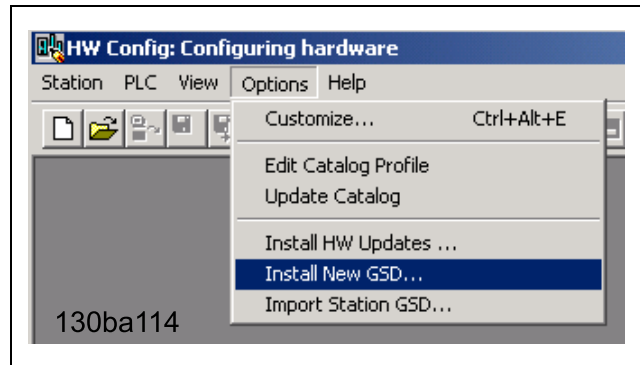 HW Config: Configuring hardware
Station PLC View Options Help
Customize... Ctrl+Alt+E
Edit Catalog Profile
Update Catalog
Install HW Updates ...
Install New GSD...
Import Station GSD...
130ba114